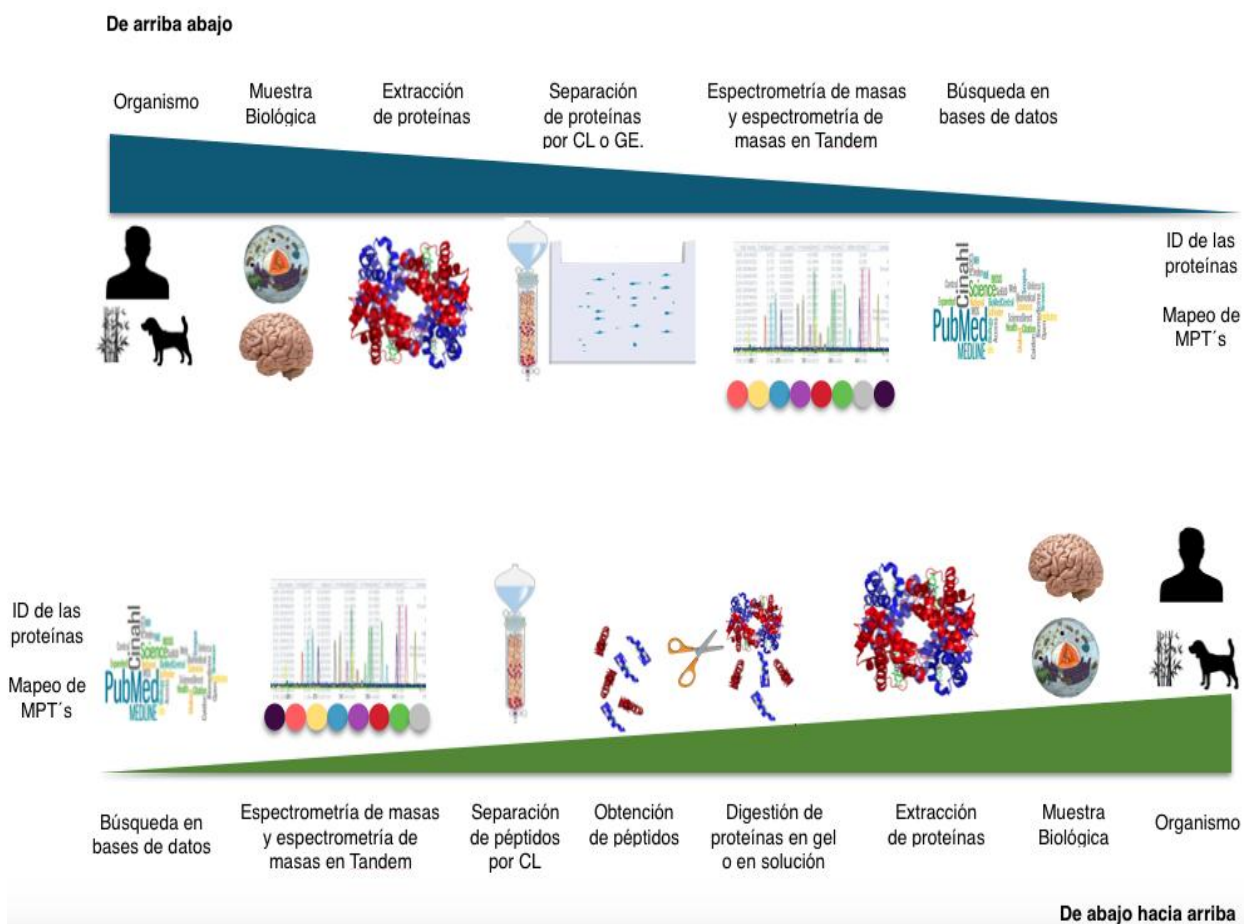 De arriba abajo
Organismo
Muestra
Biológica
Extracción
de proteínas
Separación
de proteínas
por CL o GE.
Espectrometría de masas
y espectrometría de
masas en Tandem
Búsqueda en
bases de datos
Cinahl
Science
PubMed
MEDLINE
ID de las
proteínas
Mapeo de
MPT´s
ID de las
proteínas
Mapeo de
MPT´s
Cinahl
Science
PubMed
MEDLINE
Búsqueda en
bases de datos
Espectrometría de masas
y espectrometría de
masas en Tandem
Separación
de péptidos
por CL
Obtención
de péptidos
Digestión de
proteínas en gel
o en solución
Extracción
de proteínas
Muestra
Biológica
Organismo
De abajo hacia arriba